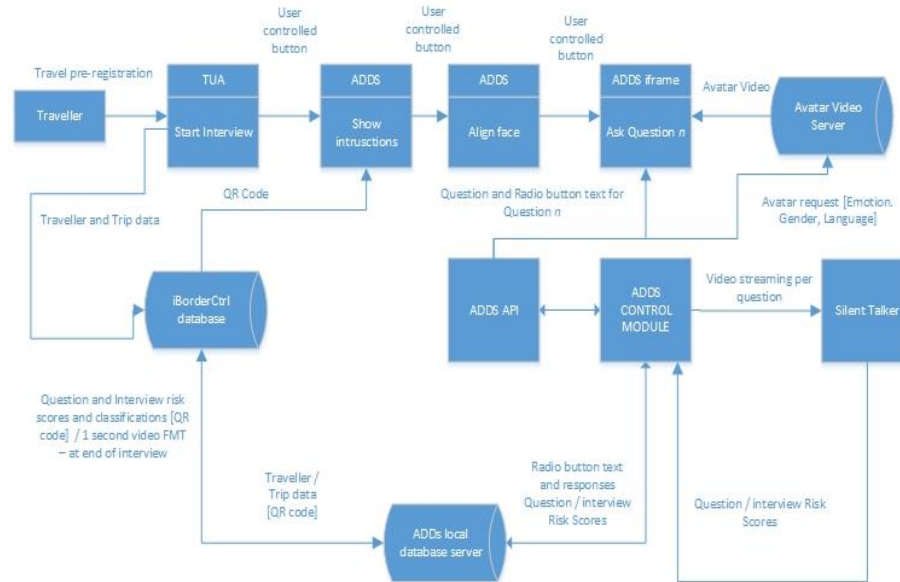 User
controlled
button
User
controlled
button
User
controlled
button
Travel pre-registration
Traveller
TUA
Start Interview
ADDS
Show
intrusctions
ADDS
Align face
ADDS iframe
Ask Question n
Avatar Video
Avatar Video
Server
QR Code
Question and Radio button text for
Question n
Avatar request [Emotion.
Gender, Language]
Traveller and Trip data
iBorderCtrl
database
ADDS API
ADDS
CONTROL
MODULE
Video streaming per
question
Silent Talker
Question and Interview risk
scores and classifications [QR
code] / 1 second video FMT
– at end of interview
Traveller /
Trip data
[QR code]
ADDs local
database server
Radio button text
and responses
Question / interview
Risk Scores
Question / interview Risk
Scores